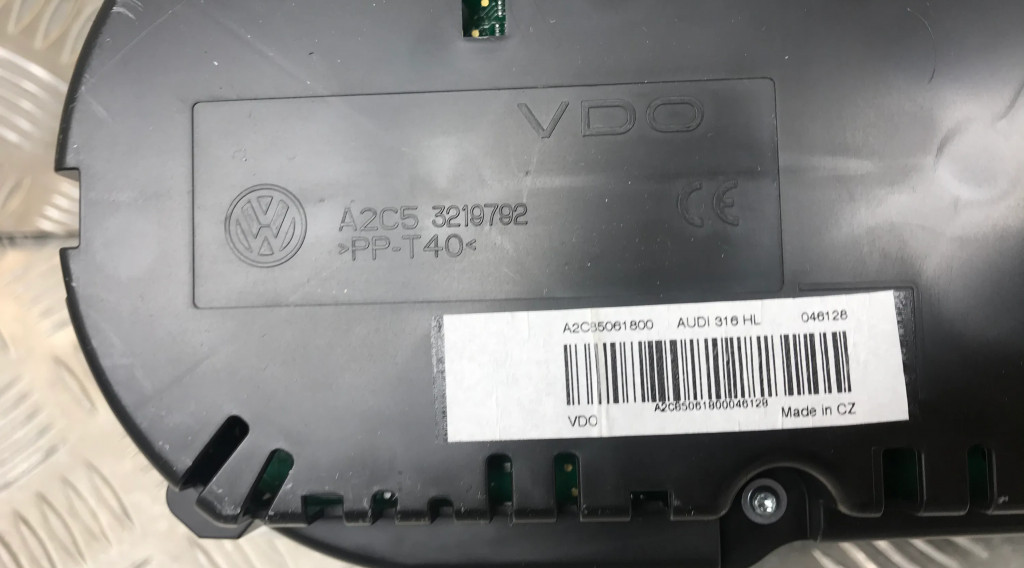 VDO
A2C5 3219792
>PP-T40<
CE
A2C85061800 AUDI 316 HL 046128
A2C85061800046128
VDO Made in CZ